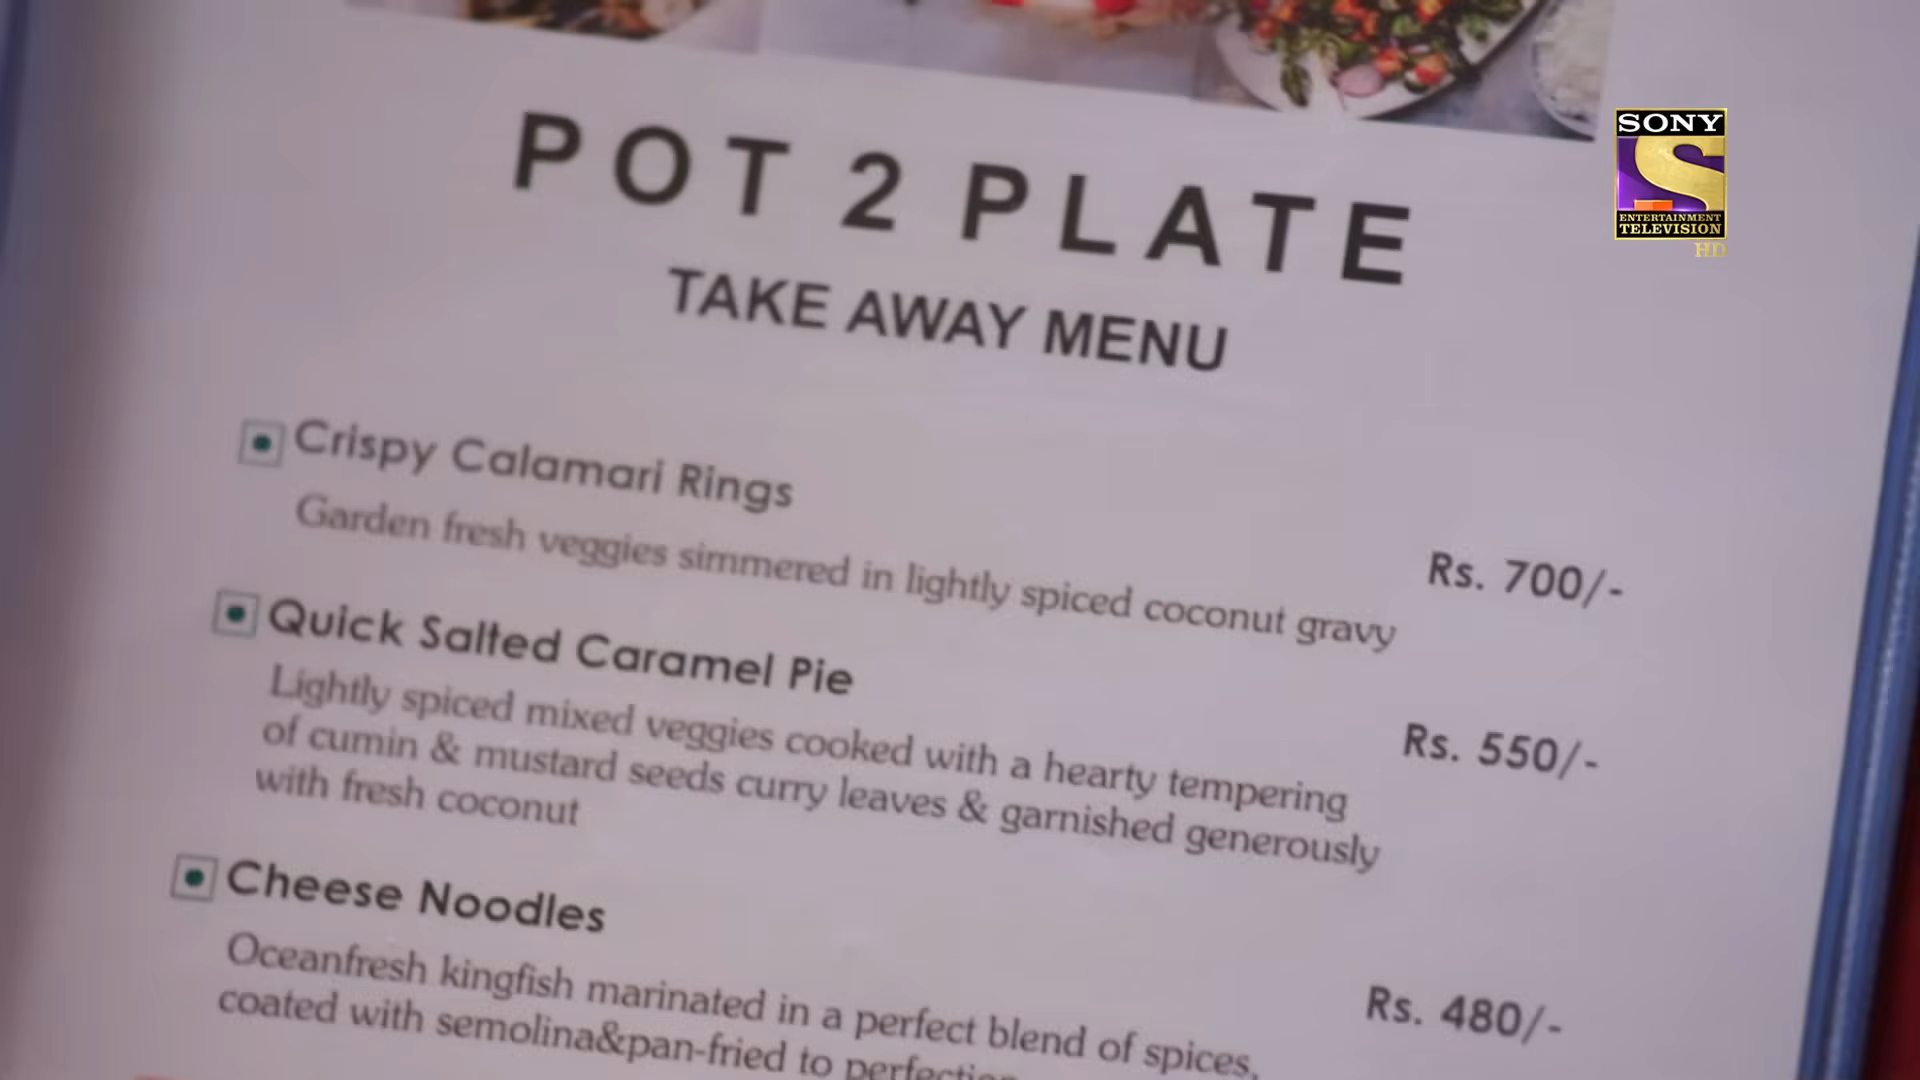 SONY
ENTERTAINMENT
TELEVISION
HD
POT 2 PLATE
TAKE AWAY MENU
Crispy Calamari Rings
Garden fresh veggies simmered in lightly spiced coconut gravy
Rs. 700/-
Quick Salted Caramel Pie
Lightly spiced mixed veggies cooked with a hearty tempering
of cumin & mustard seeds curry leaves & garnished generously
with fresh coconut
Rs. 550/-
Cheese Noodles
Oceanfresh kingfish marinated in a perfect blend of spices,
coated with semolina&pan-fried to
Rs. 480/-